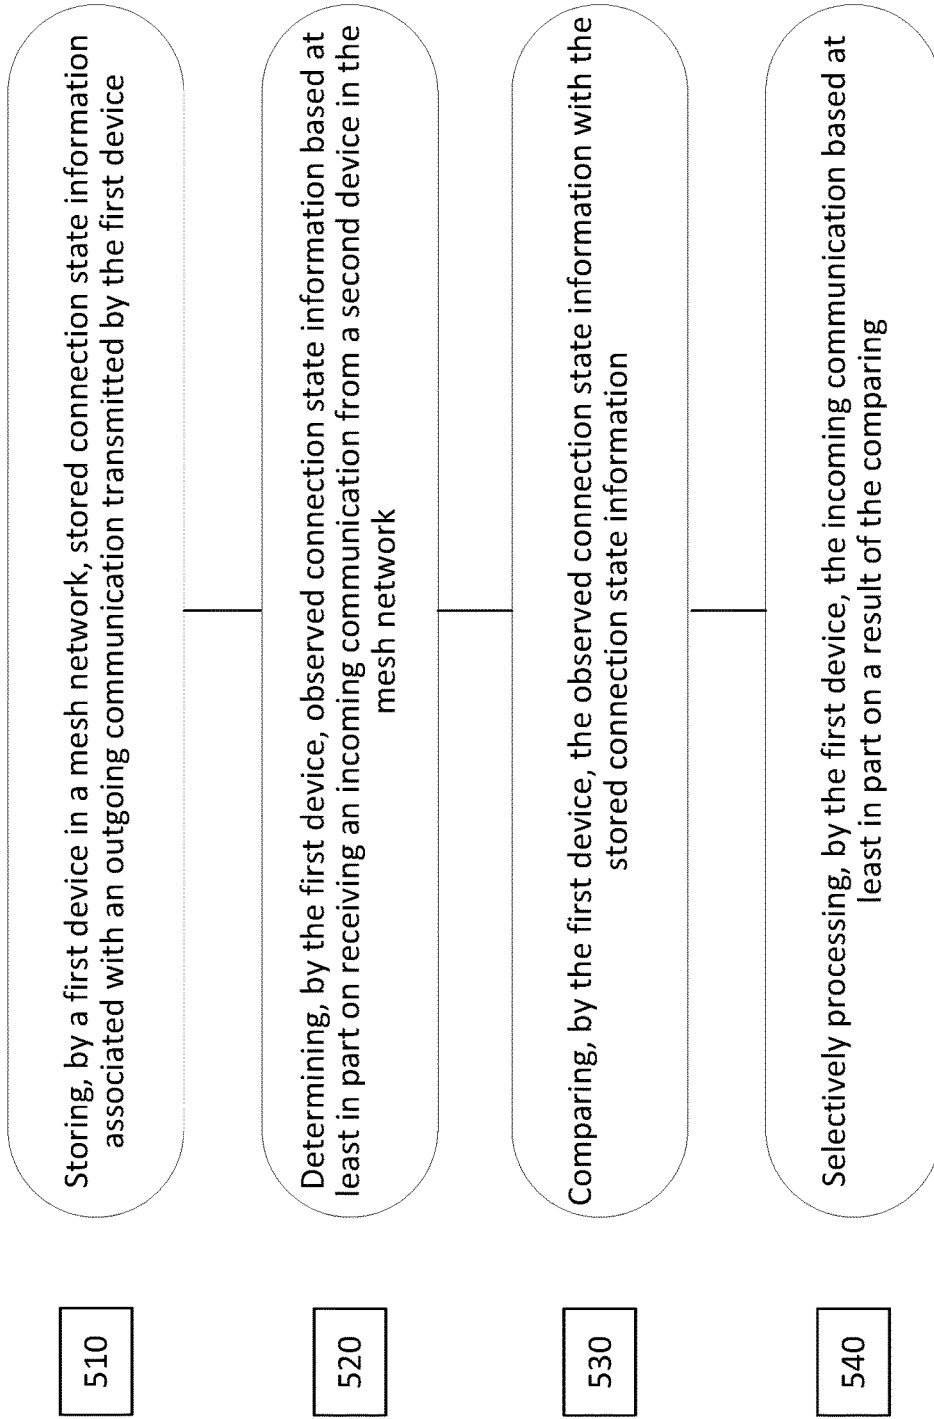 510
Storing, by a first device in a mesh network, stored connection state information
associated with an outgoing communication transmitted by the first device
520
Determining, by the first device, observed connection state information based at
least in part on receiving an incoming communication from a second device in the
mesh network
530
Comparing, by the first device, the observed connection state information with the
stored connection state information
540
Selectively processing, by the first device, the incoming communication based at
least in part on a result of the comparing